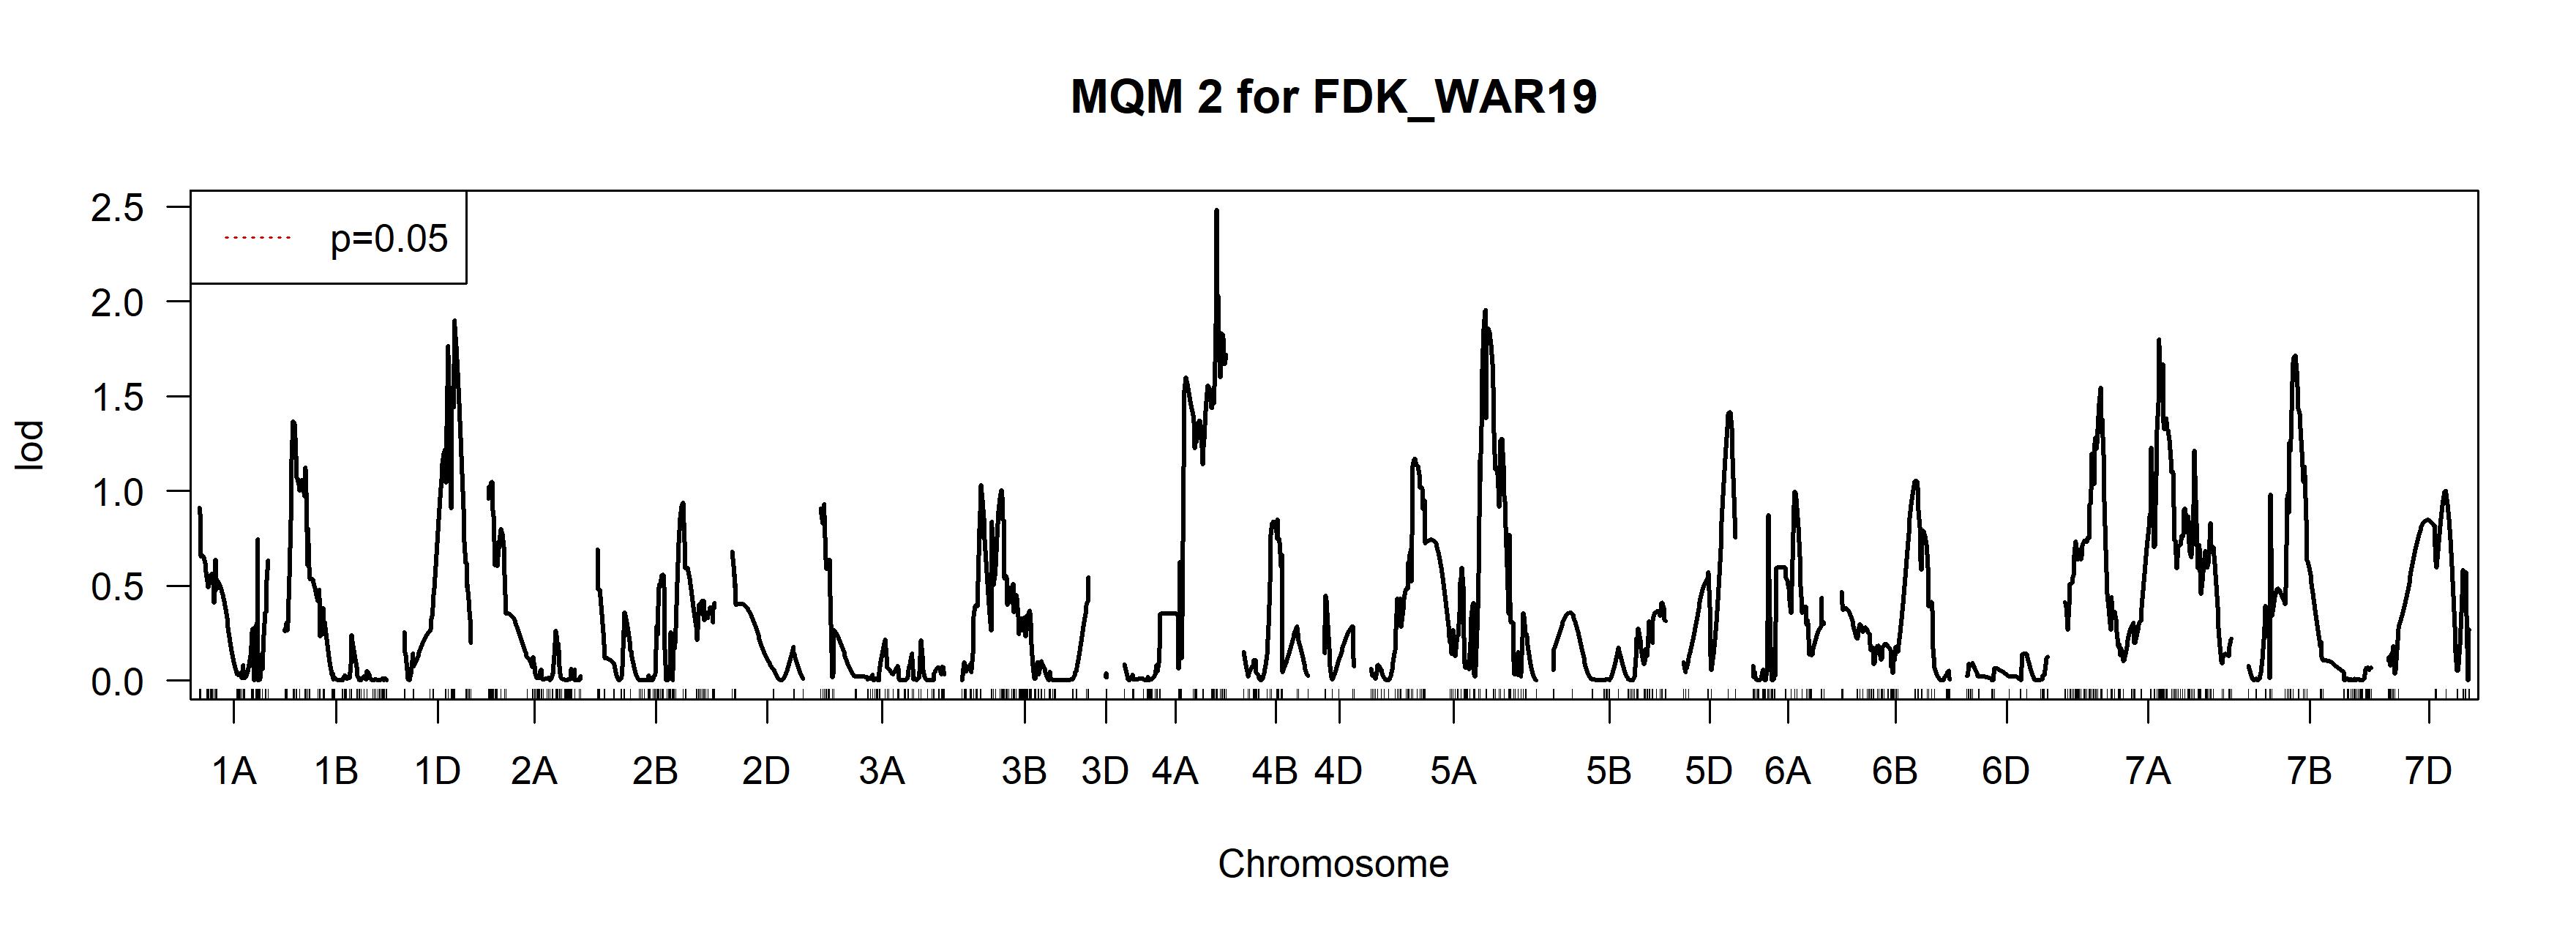 MQM 2 for FDK_WAR19
2.5
2.0
1.5
1.0
0.5
0.0
lod
p=0.05
1A 1B 1D 2A 2B 2D 3A 3B 3D 4A 4B 4D 5A 5B 5D 6A 6B 6D 7A 7B 7D
Chromosome